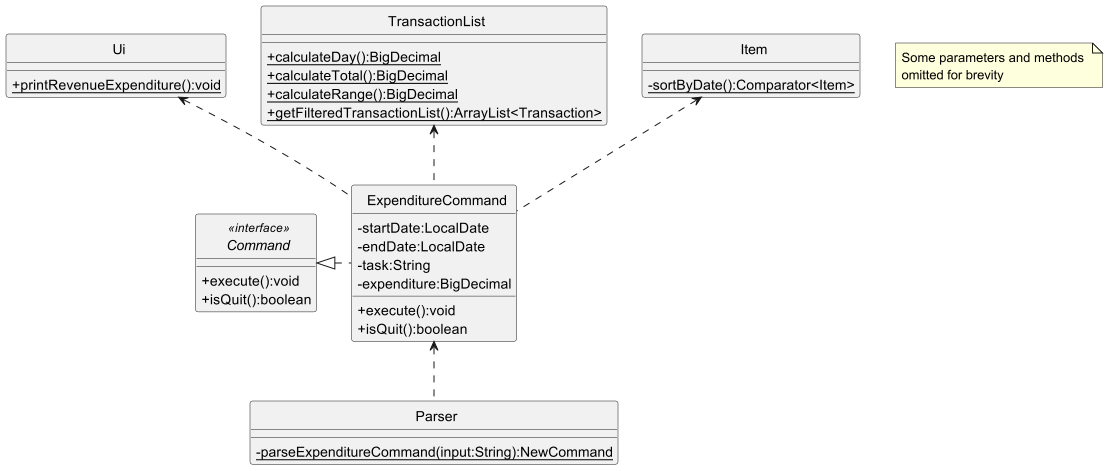 Ui
+printRevenueExpenditure():void
TransactionList
+calculateDay():BigDecimal
+calculateTotal():BigDecimal
+calculateRange():BigDecimal
+getFilteredTransactionList():ArrayList<Transaction>
Item
-sortByDate():Comparator<Item>
Some parameters and methods
omitted for brevity
«interface»
Command
+execute():void
+isQuit():boolean
ExpenditureCommand
-startDate:LocalDate
-endDate:LocalDate
-task:String
-expenditure:BigDecimal
+execute():void
+isQuit():boolean
Parser
-parseExpenditureCommand(input:String):NewCommand